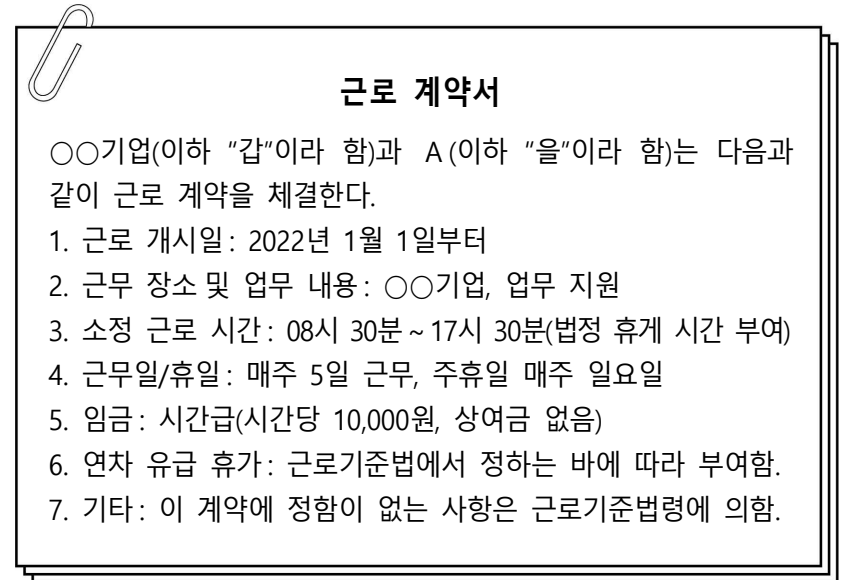 근로 계약서
○○기업(이하 “갑”이라 함)과 A(이하 “을”이라 함)는 다음과
같이 근로 계약을 체결한다.
1. 근로 개시일: 2022년 1월 1일부터
2. 근무 장소 및 업무 내용: ○○기업, 업무 지원
3. 소정 근로 시간: 08시 30분~17시 30분(법정 휴게 시간 부여)
4. 근무일/휴일: 매주 5일 근무, 주휴일 매주 일요일
5. 임금: 시간급(시간당 10,000원, 상여금 없음)
6. 연차 유급 휴가: 근로기준법에서 정하는 바에 따라 부여함.
7. 기타: 이 계약에 정함이 없는 사항은 근로기준법령에 의함.